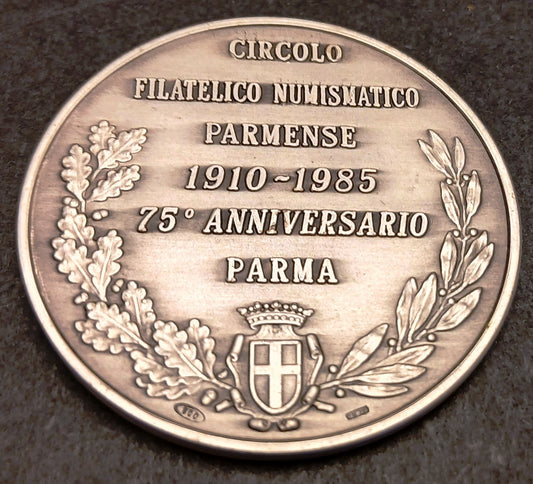 CIRCOLO
FILATELICO NUMISMATICO
PARMENSE
1910~1985
75° ANNIVERSARIO
PARMA